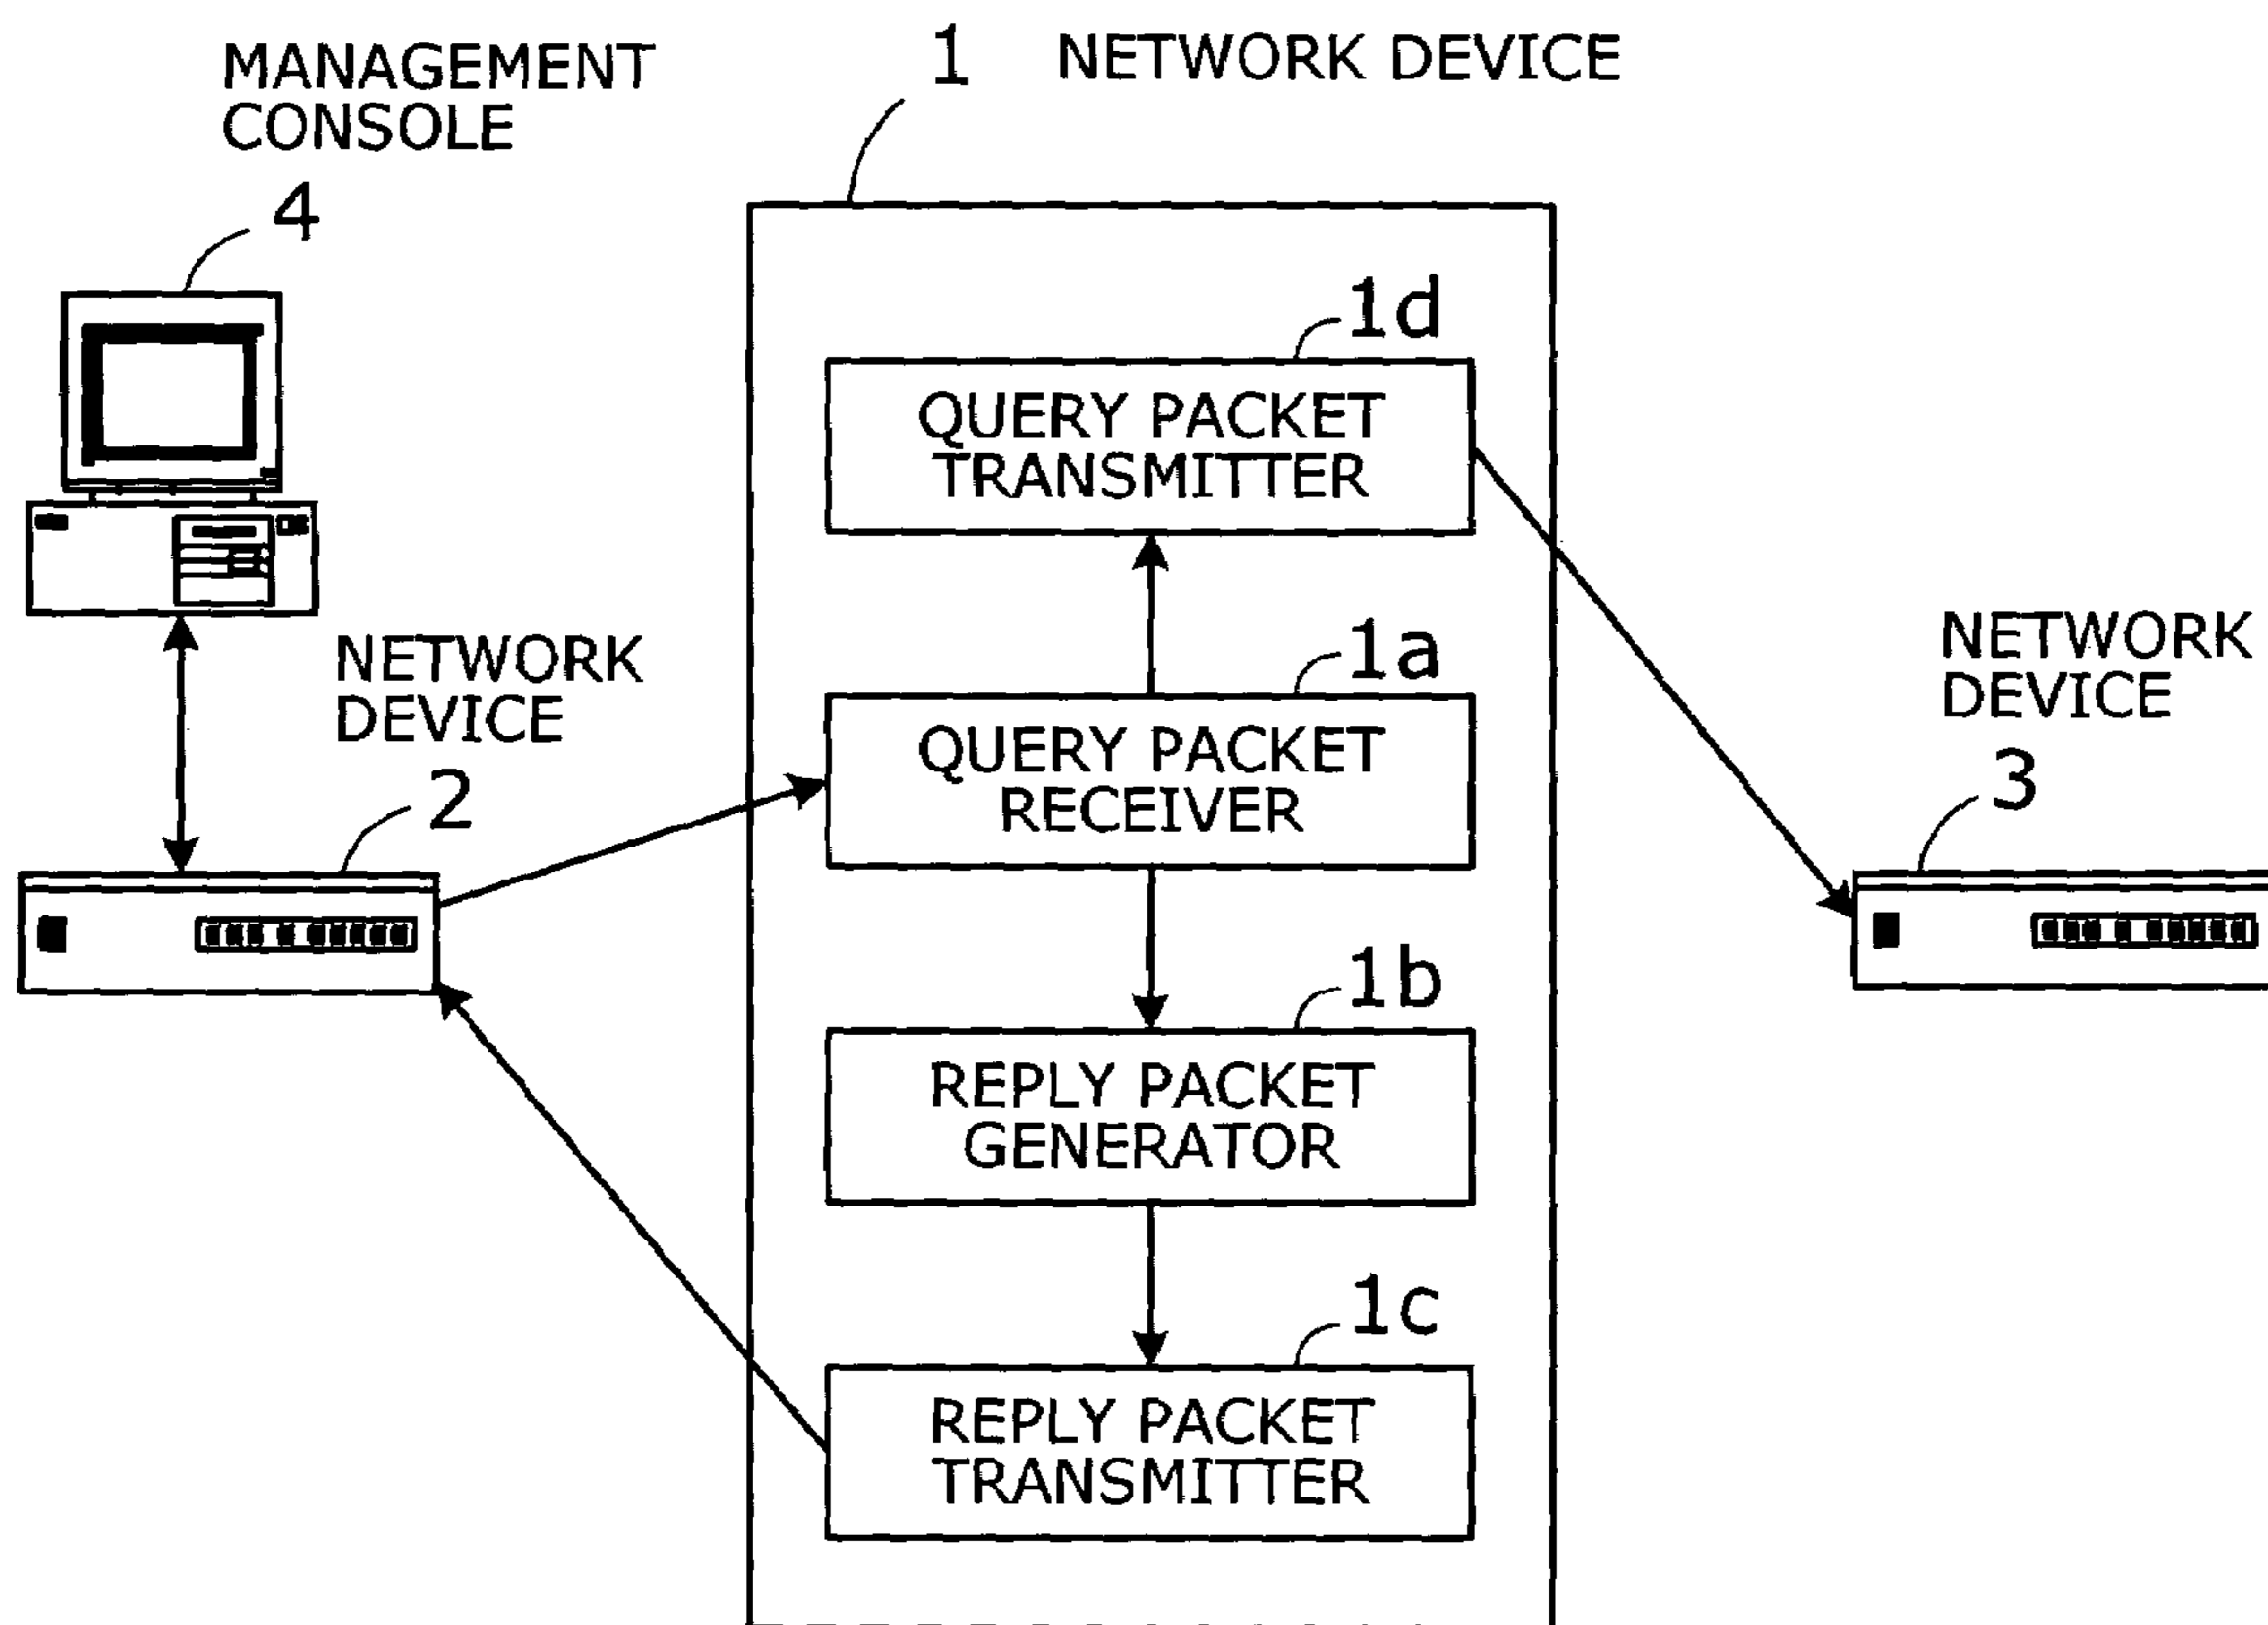 MANAGEMENT
CONSOLE
4
1 NETWORK DEVICE
1d
QUERY PACKET
TRANSMITTER
1a
QUERY PACKET
RECEIVER
NETWORK
DEVICE
2
NETWORK
DEVICE
3
1b
REPLY PACKET
GENERATOR
1c
REPLY PACKET
TRANSMITTER